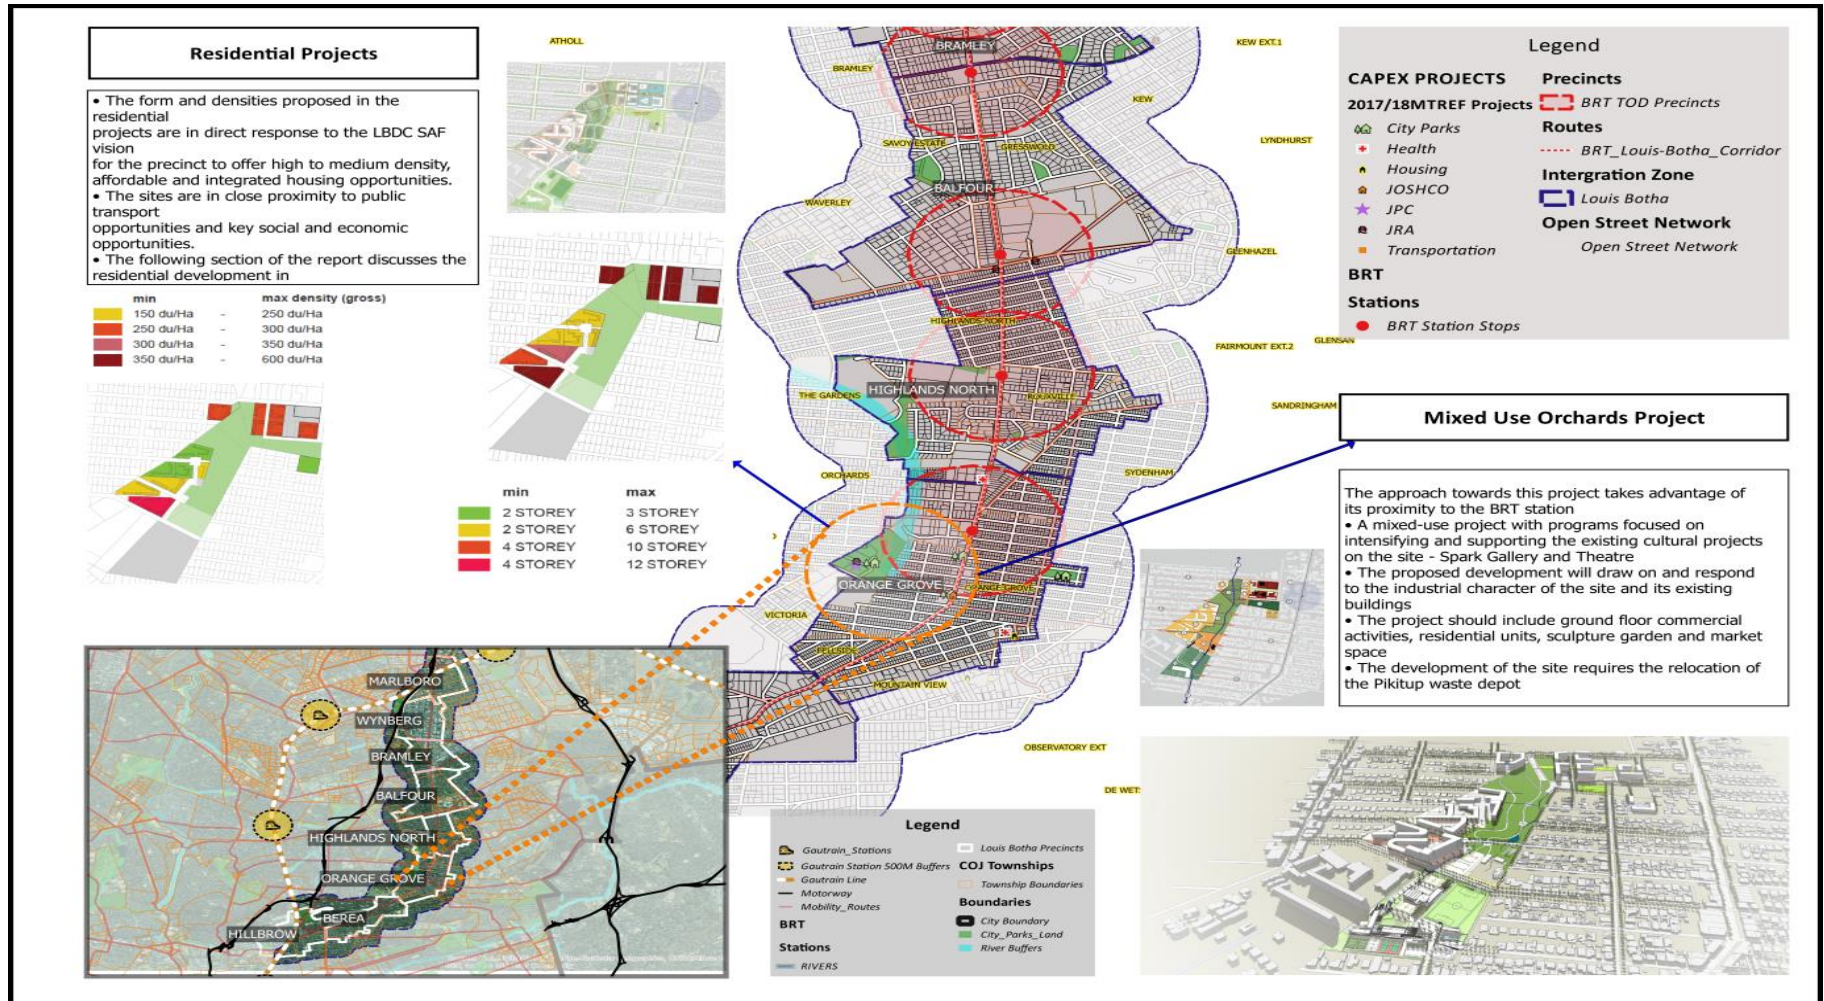 Residential Projects
• The form and densities proposed in the
residential
projects are in direct response to the LBDC SAF
vision
for the precinct to offer high to medium density,
affordable and integrated housing opportunities.
• The sites are in close proximity to public
transport
opportunities and key social and economic
opportunities.
• The following section of the report discusses the
residential development in
min max density (gross)
150 du/Ha - 250 du/Ha
250 du/Ha - 300 du/Ha
300 du/Ha - 350 du/Ha
350 du/Ha - 600 du/Ha
min max
2 STOREY 3 STOREY
2 STOREY 6 STOREY
4 STOREY 10 STOREY
4 STOREY 12 STOREY
ATHOLL
BRAMLEY
BRAMLEY
KEW EXT.1
KEW
LYNDHURST
SAVOY ESTATE
GRESSWOLD
BALFOUR
WAVERLEY
GLENHAZEL
HIGHLANDS NORTH
FAIRMOUNT EXT.2
GLENSAN
HIGHLANDS NORTH
THE GARDENS
ROUXVILLE
SANDRINGHAM
ORCHARDS
SYDENHAM
ORANGE GROVE
ORANGE GROVE
VICTORIA
FELLSIDE
MOUNTAIN VIEW
OBSERVATORY EXT
DE WET
Legend
CAPEX PROJECTS
2017/18MTREF Projects
City Parks
Health
Housing
JOSHCO
JPC
JRA
Transportation
BRT
Stations
BRT Station Stops
Precincts
BRT TOD Precincts
Routes
BRT_Louis-Botha_Corridor
Intergration Zone
Louis Botha
Open Street Network
Open Street Network
Mixed Use Orchards Project
The approach towards this project takes advantage of
its proximity to the BRT station
• A mixed-use project with programs focused on
intensifying and supporting the existing cultural projects
on the site - Spark Gallery and Theatre
• The proposed development will draw on and respond
to the industrial character of the site and its existing
buildings
• The project should include ground floor commercial
activities, residential units, sculpture garden and market
space
• The development of the site requires the relocation of
the Pikitup waste depot
MARLBORO
WYNBERG
BRAMLEY
BALFOUR
HIGHLANDS NORTH
ORANGE GROVE
BEREA
HILLBROW
Legend
Gautrain_Stations
Gautrain Station 500M Buffers
Gautrain Line
Motorway
Mobility_Routes
BRT
Stations
RIVERS
Louis Botha Precincts
COJ Townships
Township Boundaries
Boundaries
City Boundary
City_Parks_Land
River Buffers